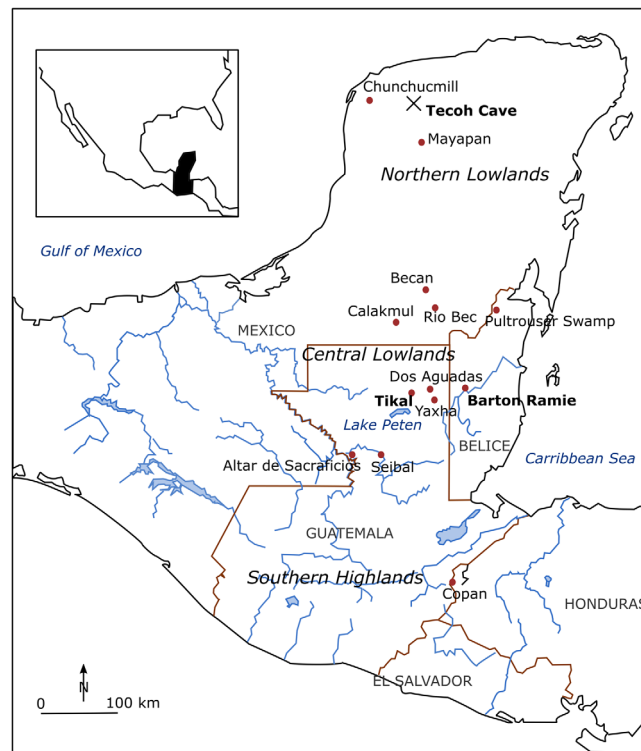 Chunchucmill
Tecoh Cave
Mayapan
Northern Lowlands
Gulf of Mexico
Becan
Calakmul
Rio Bec
Pultrouser Swamp
MEXICO
Central Lowlands
Dos Aguadas
Tikal
Barton Ramie
Yaxha
Lake Peten
BELICE
Carribbean Sea
Altar de Sacraficios
Seibal
GUATEMALA
Southern Highlands
Copan
HONDURAS
EL SALVADOR
N
0 100 km